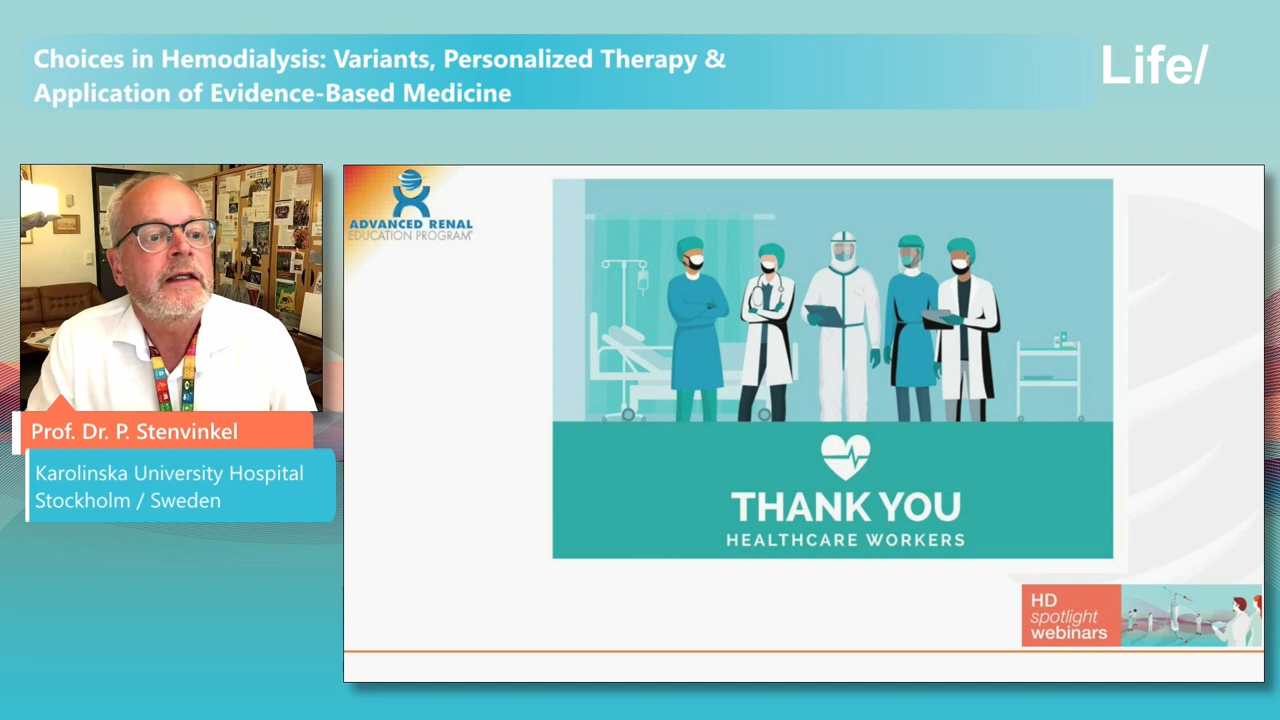 Choices in Hemodialysis: Variants, Personalized Therapy &
Application of Evidence-Based Medicine
Life/
ADVANCED RENAL
EDUCATION PROGRAM
Prof. Dr. P. Stenvinkel
Karolinska University Hospital
Stockholm / Sweden
THANK YOU
HEALTHCARE WORKERS
HD
spotlight
webinars